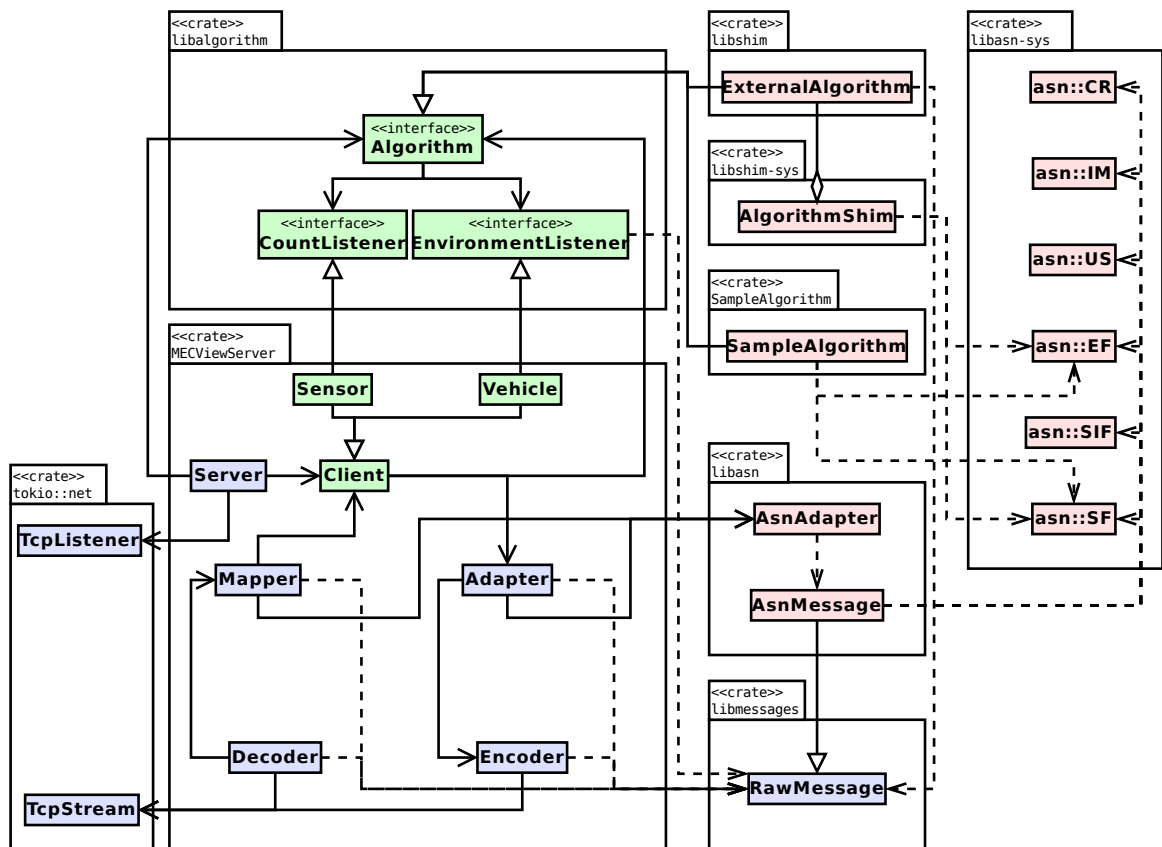 <<crate>>
libalgorithm
<<interface>>
Algorithm
<<interface>>
CountListener
<<interface>>
EnvironmentListener
<<crate>>
MECViewServer
Sensor
Vehicle
Server
Client
Mapper
Adapter
Decoder
Encoder
<<crate>>
tokio::net
TcpListener
TcpStream
<<crate>>
libshim
ExternalAlgorithm
<<crate>>
libshim-sys
AlgorithmShim
<<crate>>
SampleAlgorithm
SampleAlgorithm
<<crate>>
libasn
AsnAdapter
AsnMessage
<<crate>>
libmessages
RawMessage
<<crate>>
libasn-sys
asn::CR
asn::IM
asn::US
asn::EF
asn::SIF
asn::SF